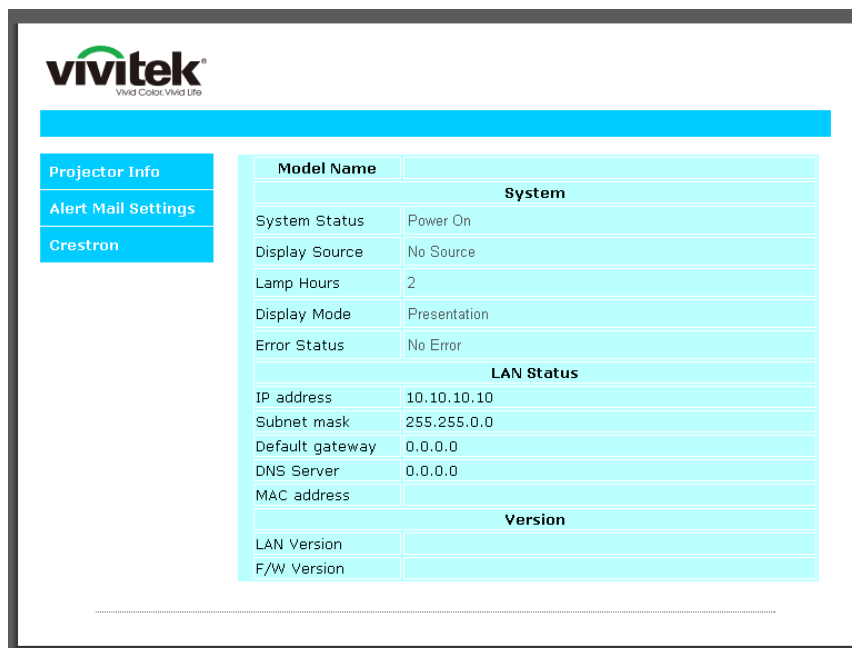 vivitek®
Vivid Color. Vivid Life
Projector Info
Alert Mail Settings
Crestron
Model Name
System
System Status Power On
Display Source No Source
Lamp Hours 2
Display Mode Presentation
Error Status No Error
LAN Status
IP address 10.10.10.10
Subnet mask 255.255.0.0
Default gateway 0.0.0.0
DNS Server 0.0.0.0
MAC address
Version
LAN Version
F/W Version